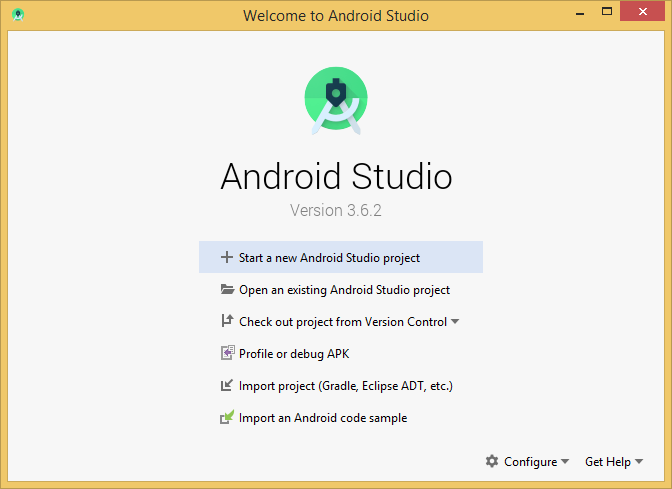 Welcome to Android Studio
Android Studio
Version 3.6.2
Start a new Android Studio project
Open an existing Android Studio project
Check out project from Version Control
Profile or debug APK
Import project (Gradle, Eclipse ADT, etc.)
Import an Android code sample
Configure Get Help